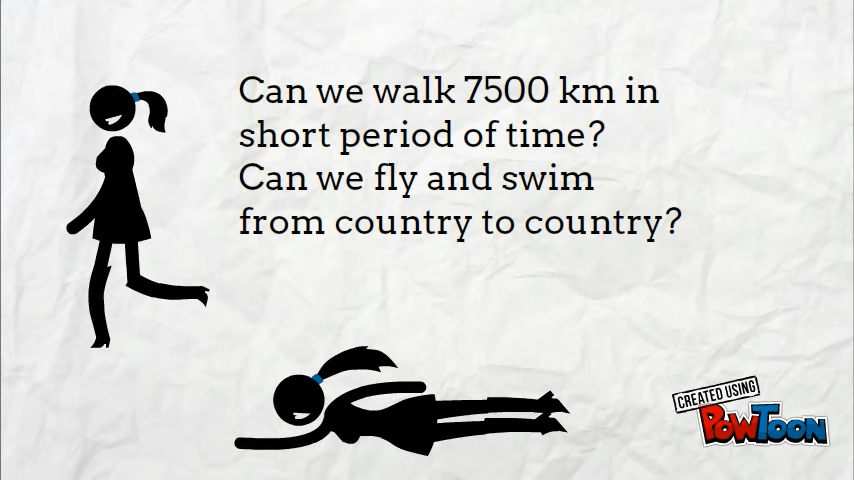 Can we walk 7500 km in
short period of time?
Can we fly and swim
from country to country?
CREATED USING
POWTOON